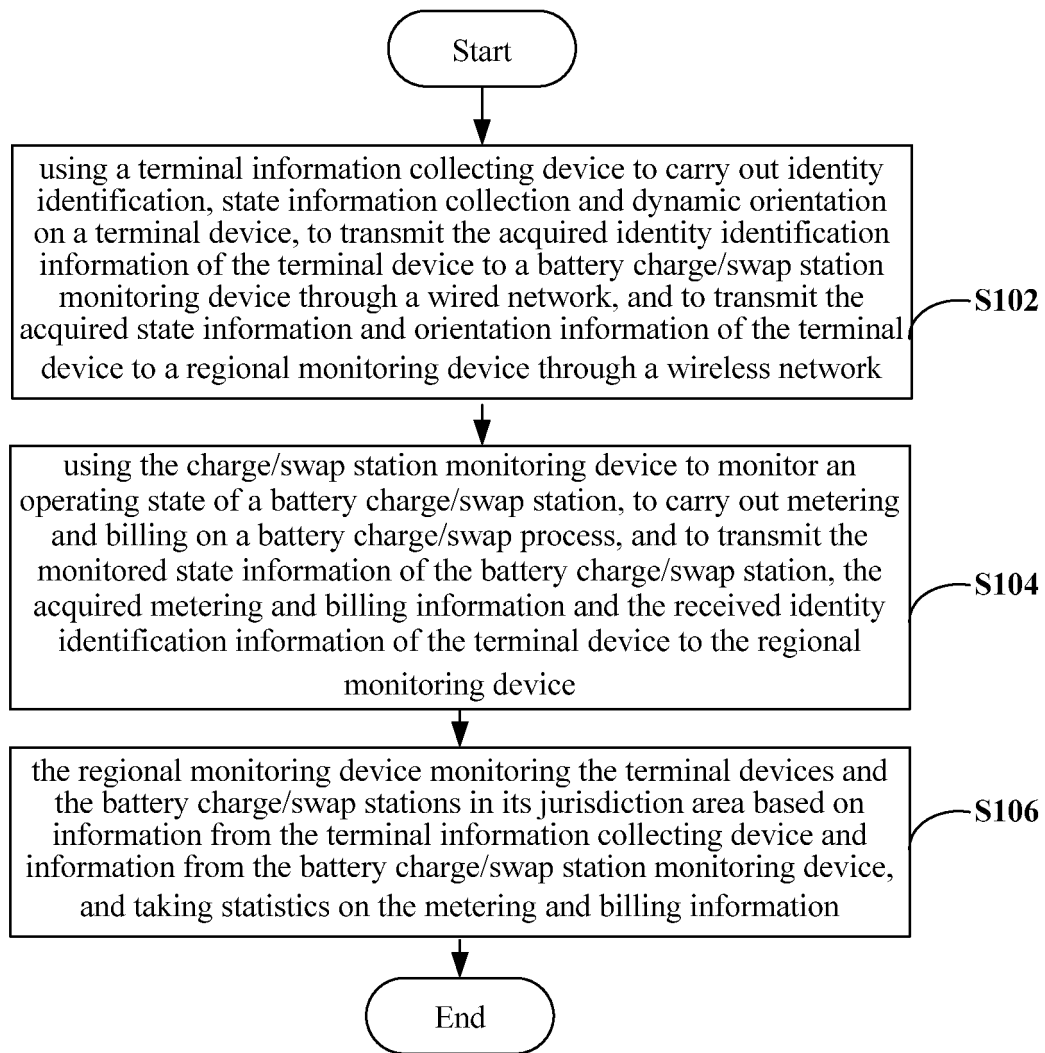 Start
using a terminal information collecting device to carry out identity
identification, state information collection and dynamic orientation
on a terminal device, to transmit the acquired identity identification
information of the terminal device to a battery charge/swap station
monitoring device through a wired network, and to transmit the
acquired state information and orientation information of the terminal
device to a regional monitoring device through a wireless network
S102
using the charge/swap station monitoring device to monitor an
operating state of a battery charge/swap station, to carry out metering
and billing on a battery charge/swap process, and to transmit the
monitored state information of the battery charge/swap station, the
acquired metering and billing information and the received identity
identification information of the terminal device to the regional
monitoring device
S104
the regional monitoring device monitoring the terminal devices and
the battery charge/swap stations in its jurisdiction area based on
information from the terminal information collecting device and
information from the battery charge/swap station monitoring device,
and taking statistics on the metering and billing information
S106
End